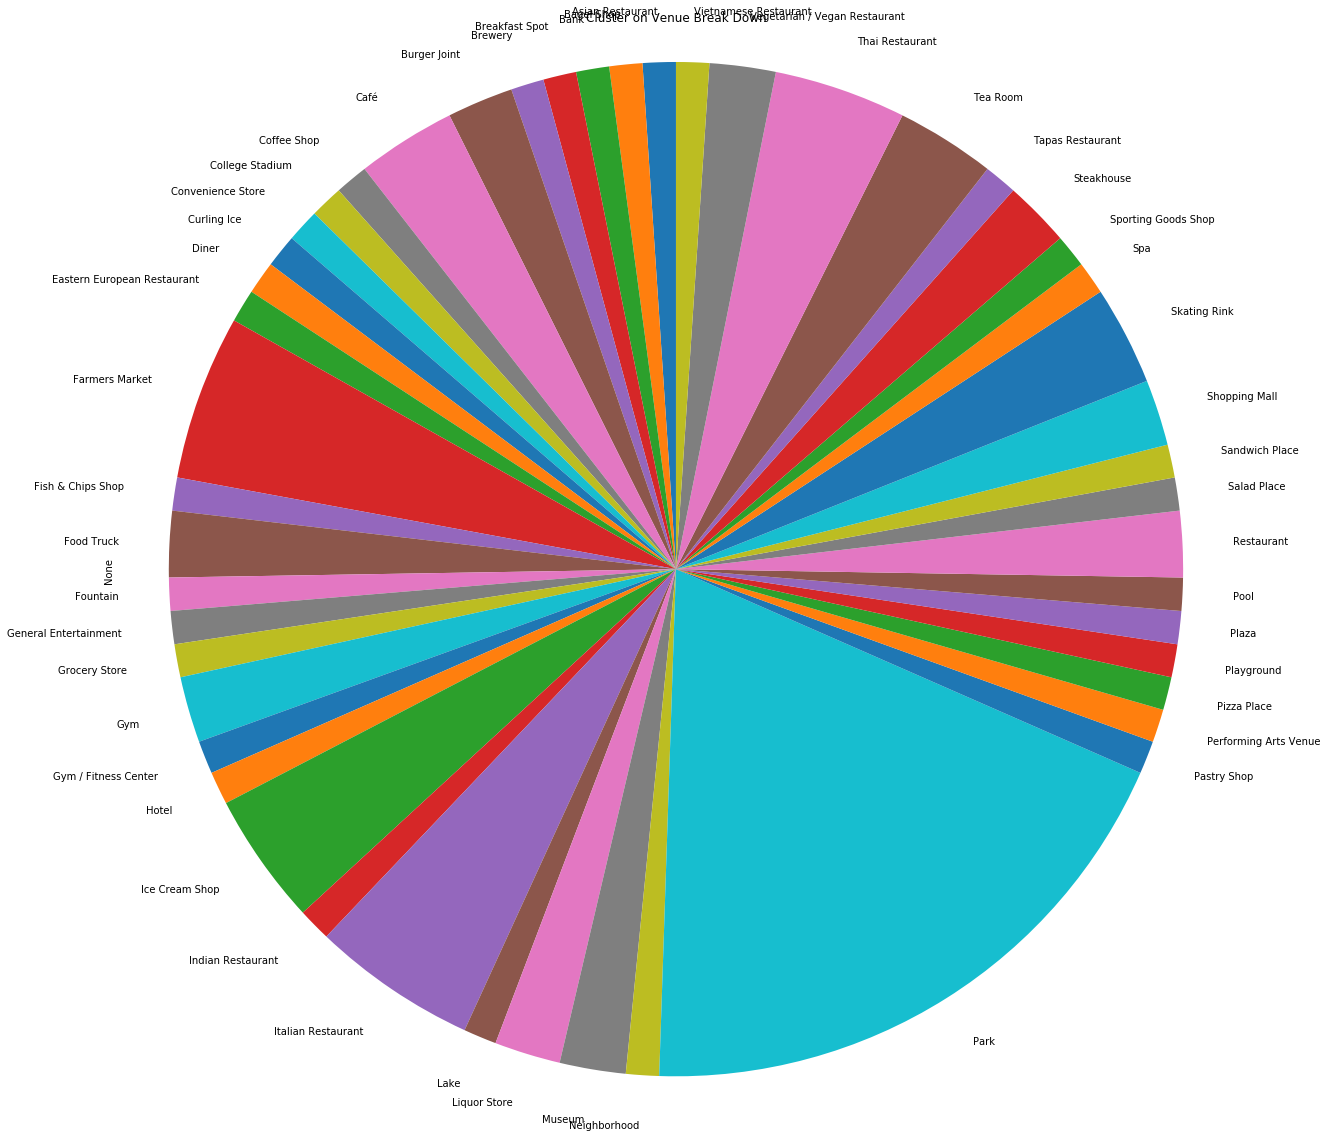 Cluster on Venue Break Down
Asian Restaurant
Bagel Shop
Bank
Breakfast Spot
Brewery
Burger Joint
Café
Coffee Shop
College Stadium
Convenience Store
Curling Ice
Diner
Eastern European Restaurant
Farmers Market
Fish & Chips Shop
Food Truck
None
Fountain
General Entertainment
Grocery Store
Gym
Gym / Fitness Center
Hotel
Ice Cream Shop
Indian Restaurant
Italian Restaurant
Lake
Liquor Store
Museum
Neighborhood
Park
Pastry Shop
Performing Arts Venue
Pizza Place
Playground
Plaza
Pool
Restaurant
Salad Place
Sandwich Place
Shopping Mall
Skating Rink
Spa
Sporting Goods Shop
Steakhouse
Tapas Restaurant
Tea Room
Thai Restaurant
Vegetarian / Vegan Restaurant
Vietnamese Restaurant